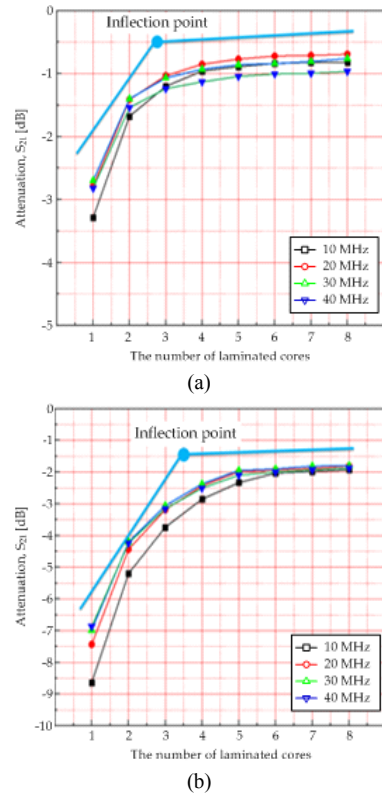 0
Inflection point
-1
-2
-3
-4
-5
Attenuation, S21 [dB]
10 MHz
20 MHz
30 MHz
40 MHz
1 2 3 4 5 6 7 8
The number of laminated cores
(a)
0
-1
Inflection point
-2
-3
-4
-5
-6
-7
-8
-9
-10
Attenuation, S21 [dB]
10 MHz
20 MHz
30 MHz
40 MHz
1 2 3 4 5 6 7 8
The number of laminated cores
(b)